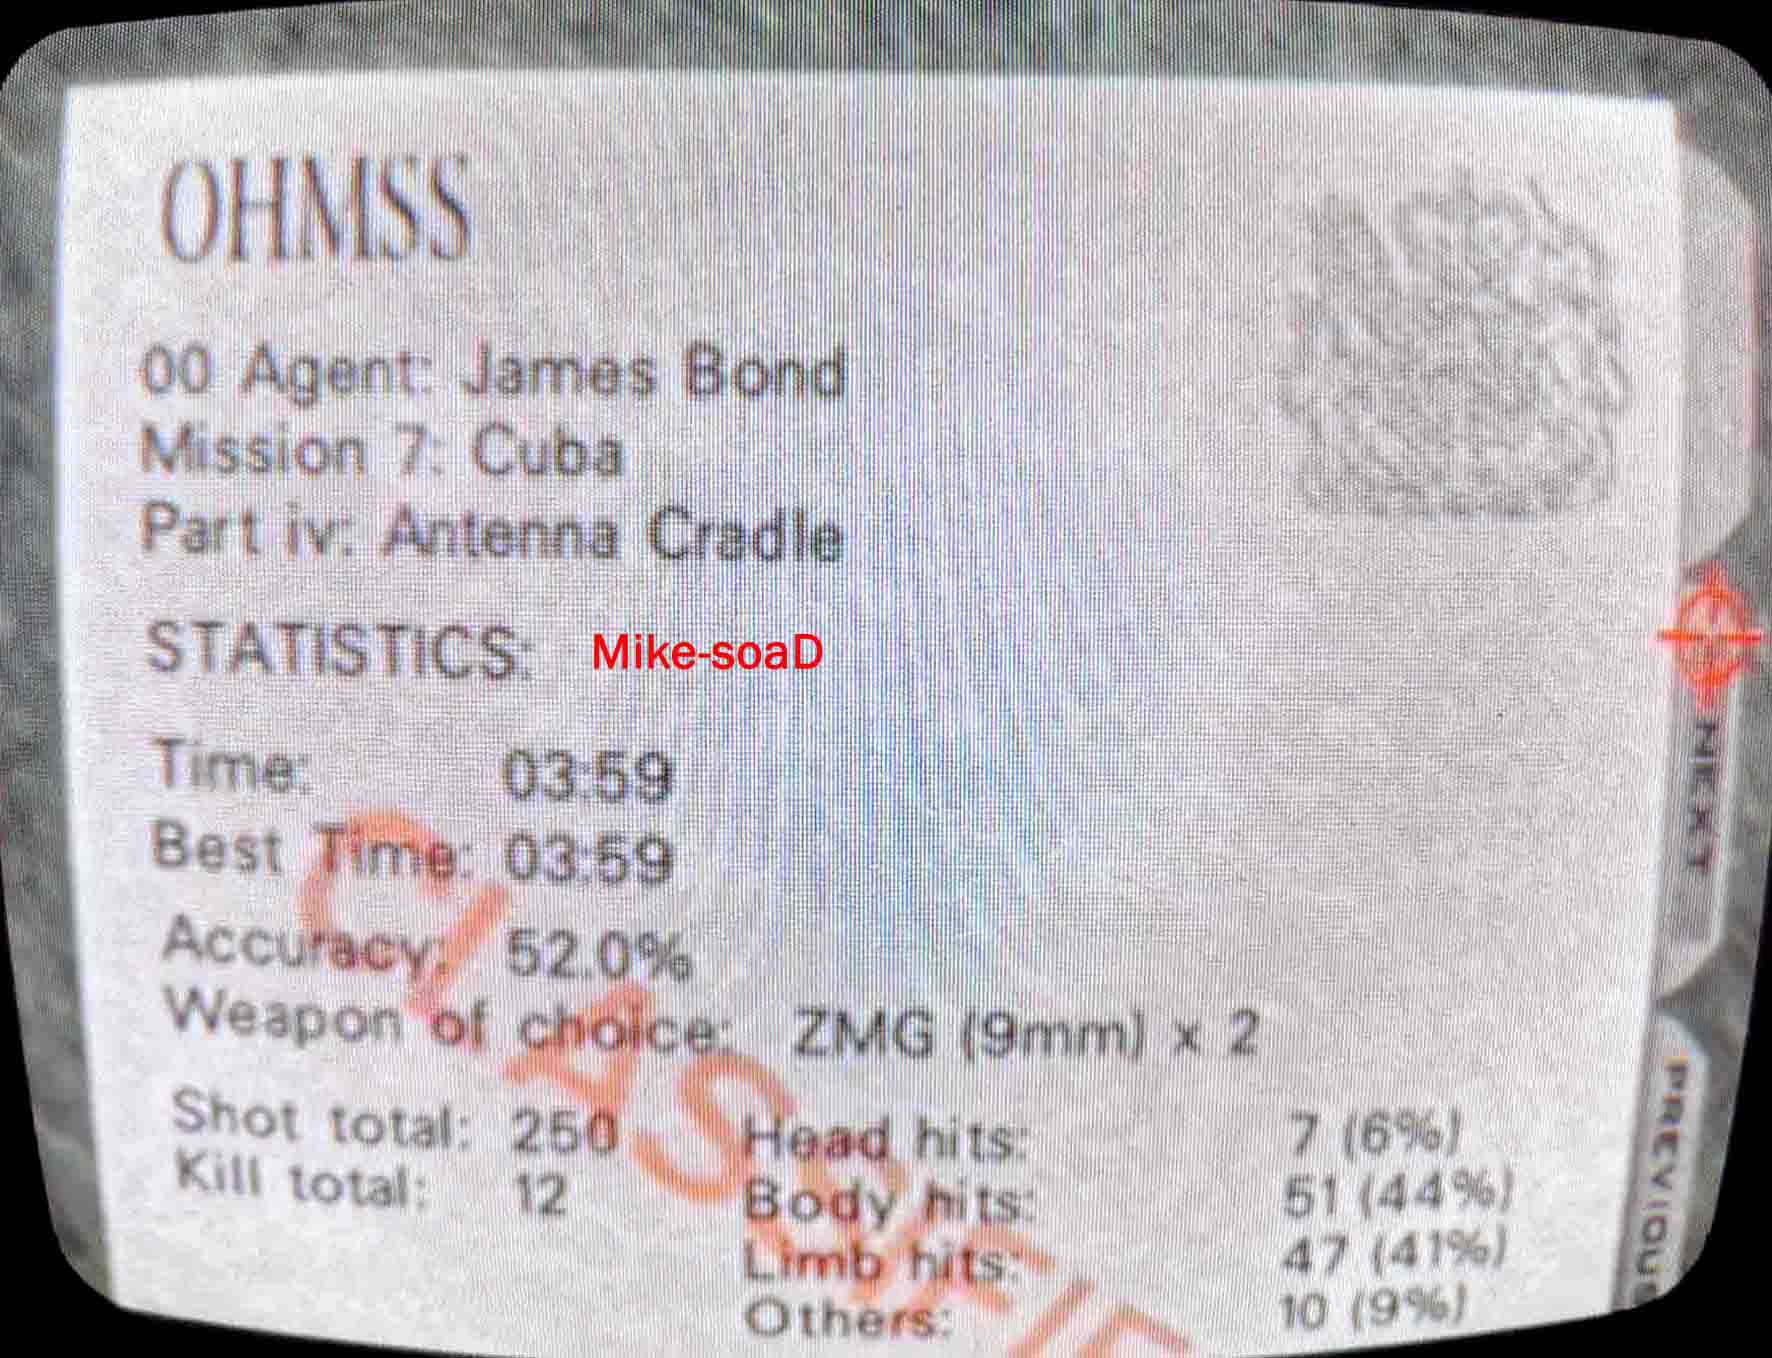 OHMSS
00 Agent: James Bond
Mission 7: Cuba
Part iv: Antenna Cradle
STATISTICS:
Mike-soaD
Time: 03:59
Best Time: 03:59
Accuracy: 52.0%
Weapon of choice: ZMG (9mm) x 2
Shot total: 250
Kill total: 12
Head hits: 7 (6%)
Body hits: 51 (44%)
Limb hits: 47 (41%)
Others: 10 (9%)
NEXT
PREVIOUS
CLASSIFIE